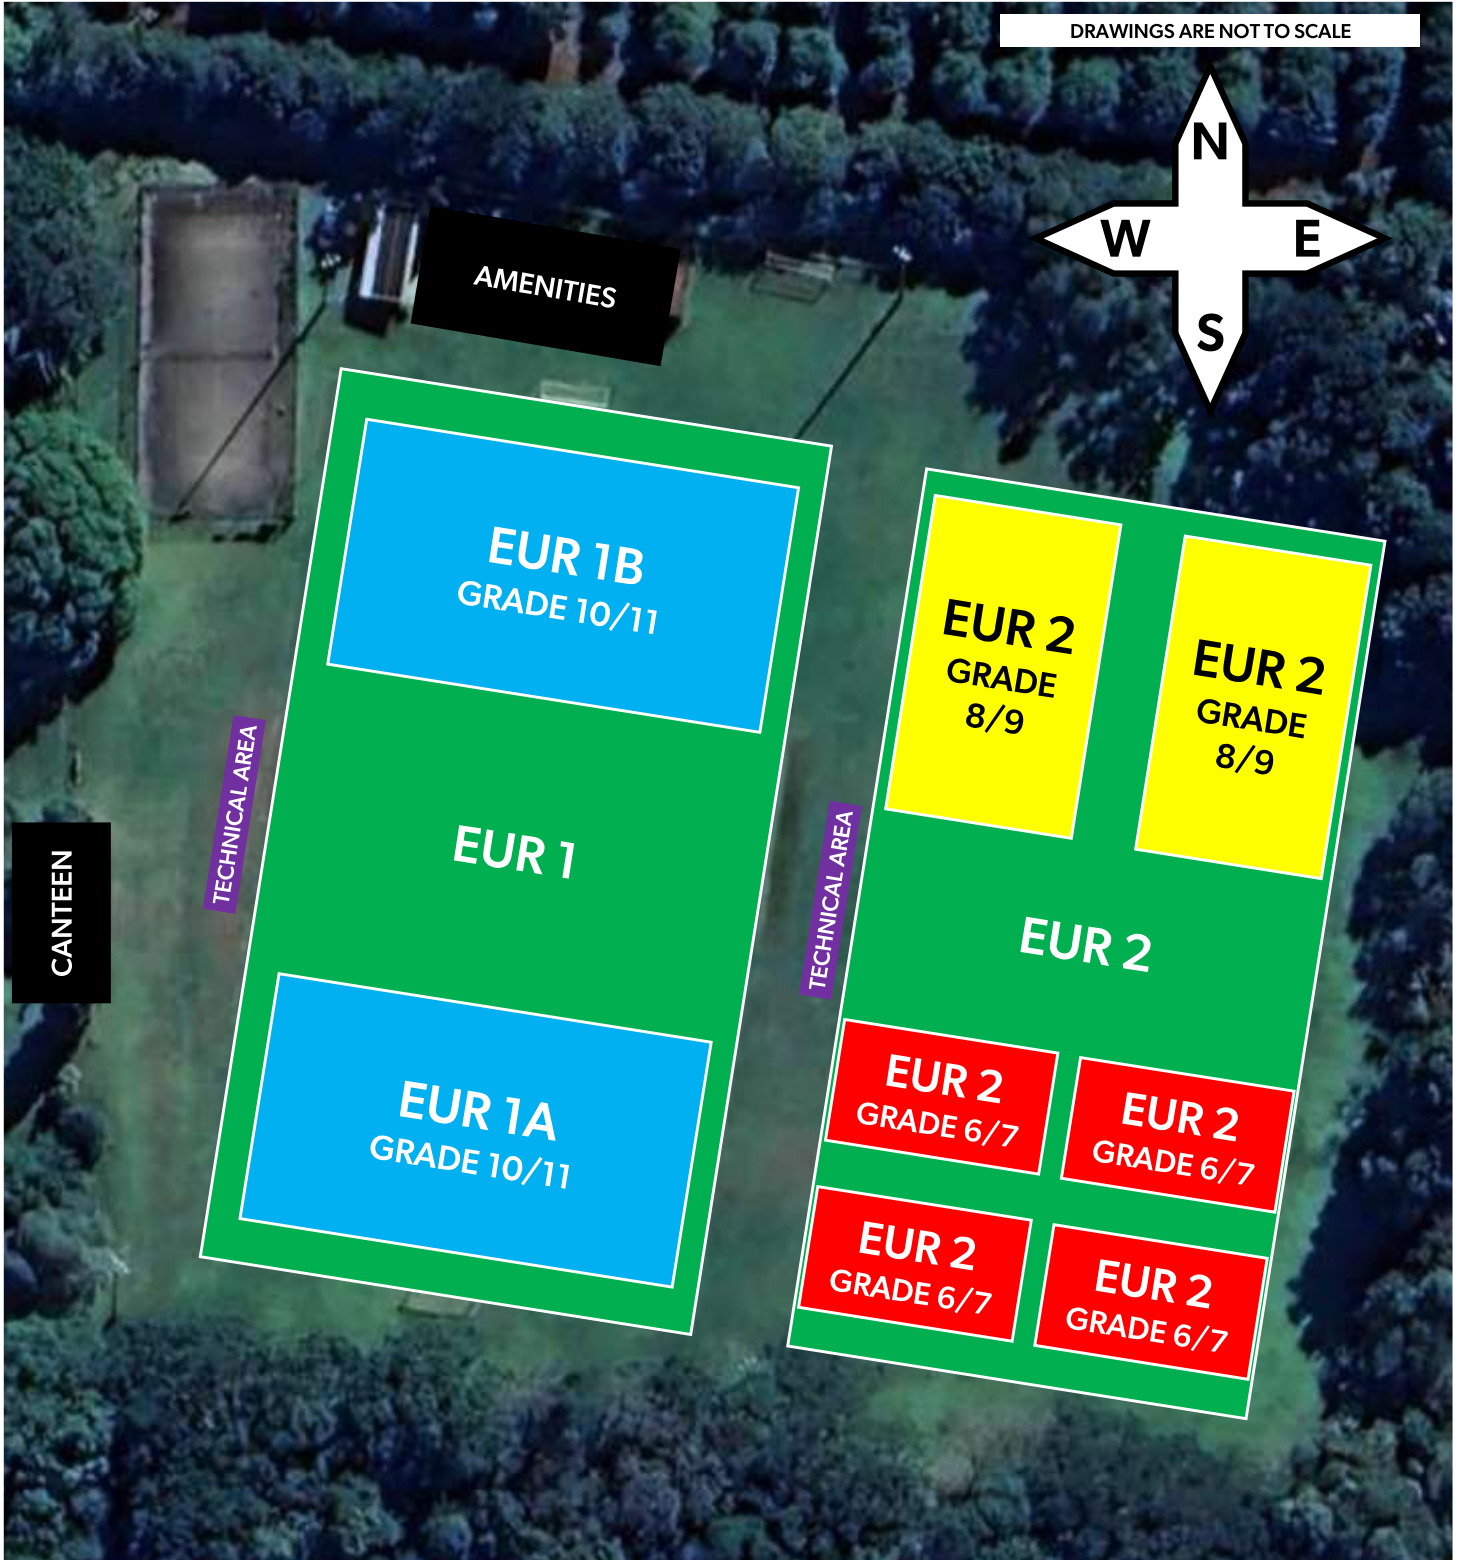 DRAWINGS ARE NOT TO SCALE
N
W E
S
AMENITIES
EUR 1B
GRADE 10/11
EUR 1
EUR 1A
GRADE 10/11
TECHNICAL AREA
CANTEEN
TECHNICAL AREA
EUR 2
GRADE
8/9
EUR 2
GRADE
8/9
EUR 2
EUR 2
GRADE 6/7
EUR 2
GRADE 6/7
EUR 2
GRADE 6/7
EUR 2
GRADE 6/7